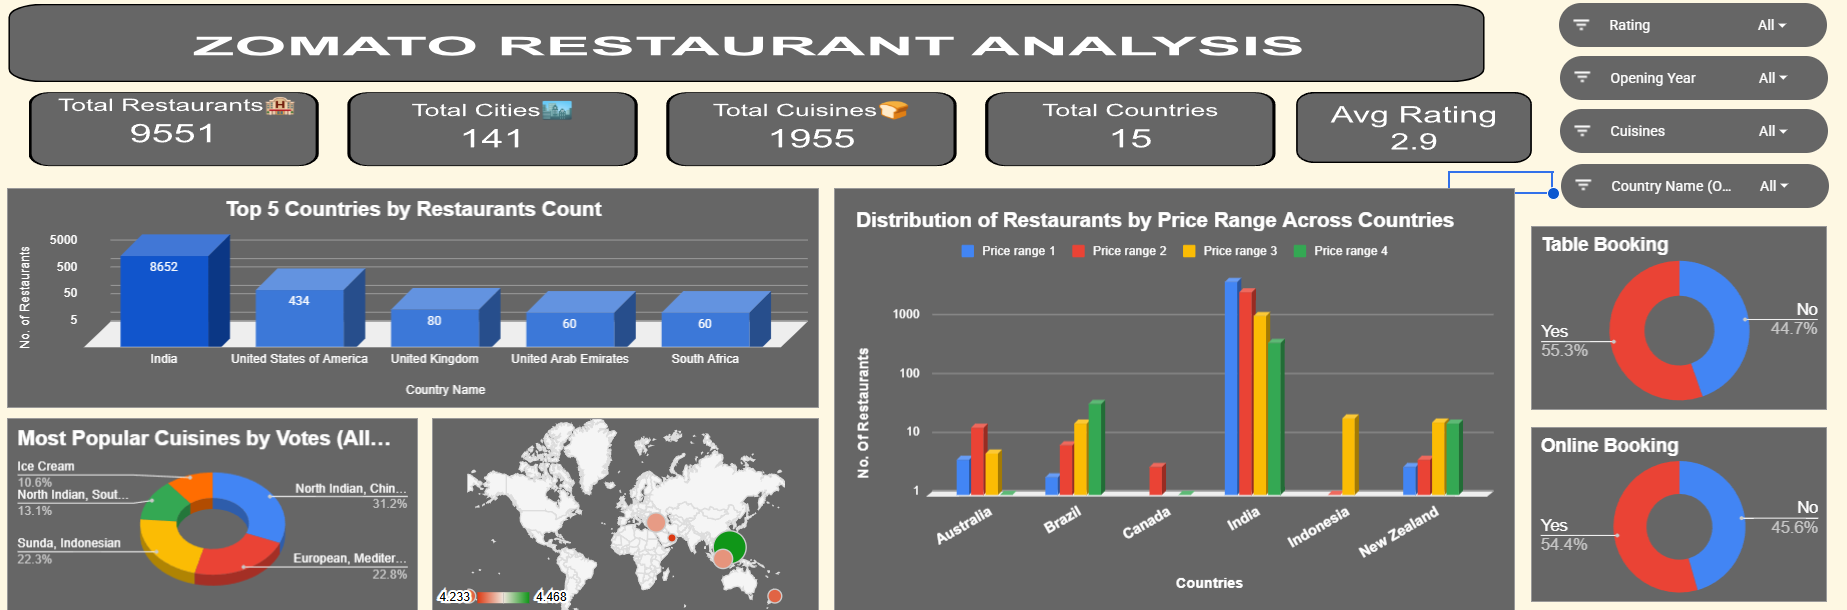 ZOMATO RESTAURANT ANALYSIS
Rating All
Opening Year All
Cuisines All
Country Name (O... All
Total Restaurants
9551
Total Cities
141
Total Cuisines
1955
Total Countries
15
Avg Rating
2.9
Top 5 Countries by Restaurants Count
No. of Restaurants
5000
500
50
5
8652
434
80
60
60
India
United States of America
United Kingdom
United Arab Emirates
South Africa
Country Name
Most Popular Cuisines by Votes (All...
Ice Cream
10.6%
North Indian, Sout...
13.1%
Sunda, Indonesian
22.3%
North Indian, Chin...
31.2%
European, Mediter...
22.8%
4.233
4.468
Distribution of Restaurants by Price Range Across Countries
Price range 1
Price range 2
Price range 3
Price range 4
No. Of Restaurants
1000
100
10
1
Australia
Brazil
Canada
India
Indonesia
New Zealand
Countries
Table Booking
No
44.7%
Yes
55.3%
Online Booking
No
45.6%
Yes
54.4%